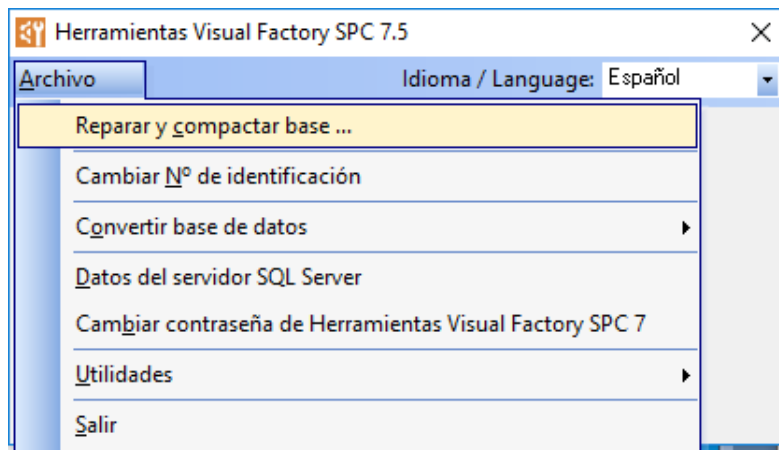 Herramientas Visual Factory SPC 7.5
Archivo Idioma / Language: Español
Reparar y compactar base ...
Cambiar Nº de identificación
Convertir base de datos
Datos del servidor SQL Server
Cambiar contraseña de Herramientas Visual Factory SPC 7
Utilidades
Salir